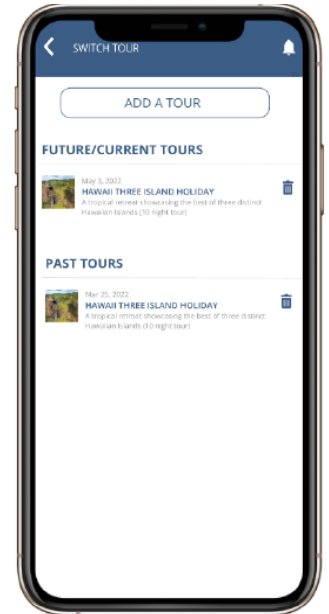 SWITCH TOUR
ADD A TOUR
FUTURE/CURRENT TOURS
May 3, 2022
HAWAII THREE ISLAND HOLIDAY
A tropical retreat showcasing the best of three distinct
Hawaiian Islands (10 night tour)
PAST TOURS
Mar 25, 2022
HAWAII THREE ISLAND HOLIDAY
A tropical retreat showcasing the best of three distinct
Hawaiian Islands (10 night tour)